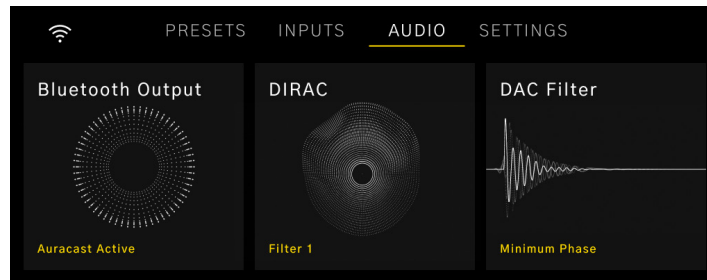 PRESETS INPUTS AUDIO SETTINGS
Bluetooth Output
DIRAC
DAC Filter
Auracast Active
Filter 1
Minimum Phase